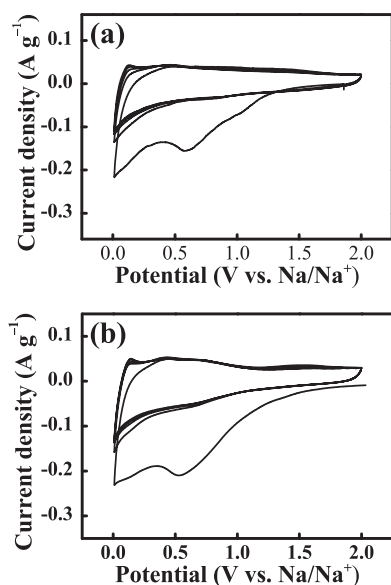 (a)
0.1
0.0
-0.1
-0.2
-0.3
Current density (A g⁻¹)
0.0 0.5 1.0 1.5 2.0
Potential (V vs. Na/Na⁺)
(b)
0.1
0.0
-0.1
-0.2
-0.3
Current density (A g⁻¹)
0.0 0.5 1.0 1.5 2.0
Potential (V vs. Na/Na⁺)